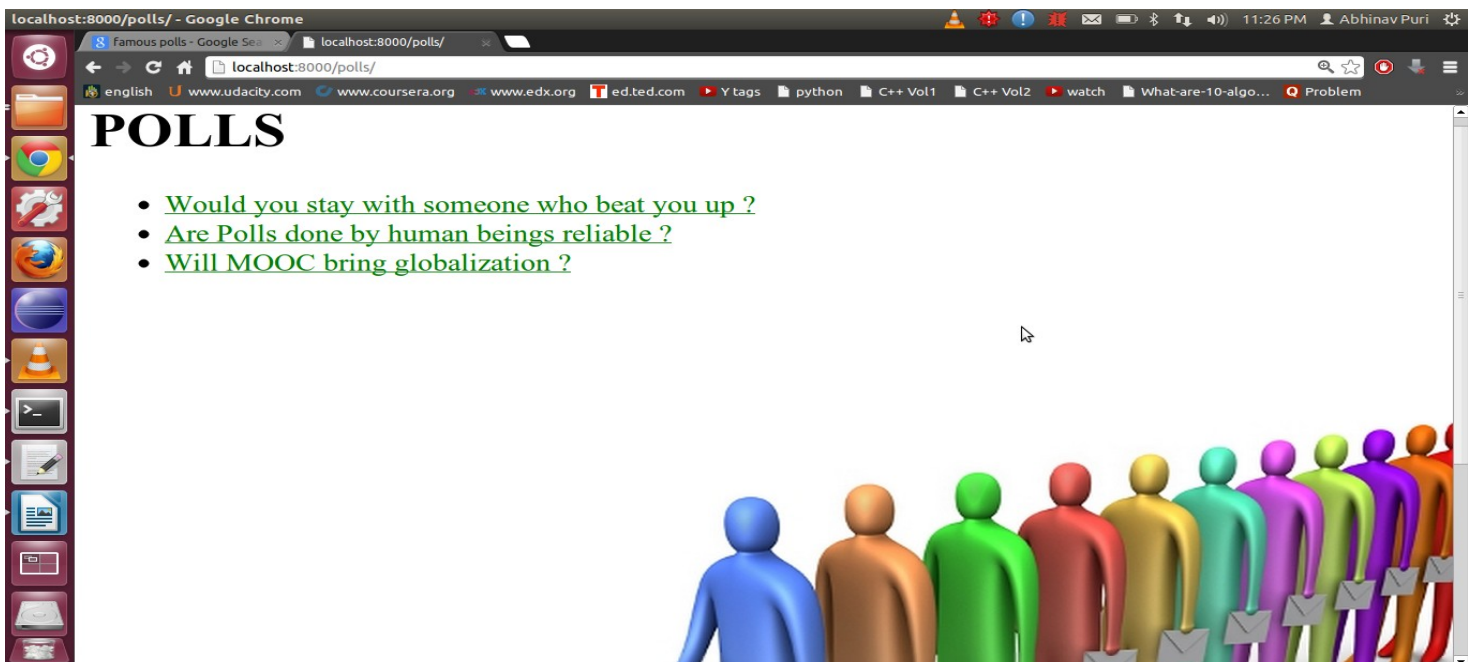 localhost:8000/polls/ - Google Chrome
11:26 PM Abhinav Puri
famous polls - Google Sea
localhost:8000/polls/
localhost:8000/polls/
english www.udacity.com www.coursera.org www.edx.org ed.ted.com Y tags python C++ Vol1 C++ Vol2 watch What-are-10-algo... Problem
POLLS
Would you stay with someone who beat you up ?
Are Polls done by human beings reliable ?
Will MOOC bring globalization ?